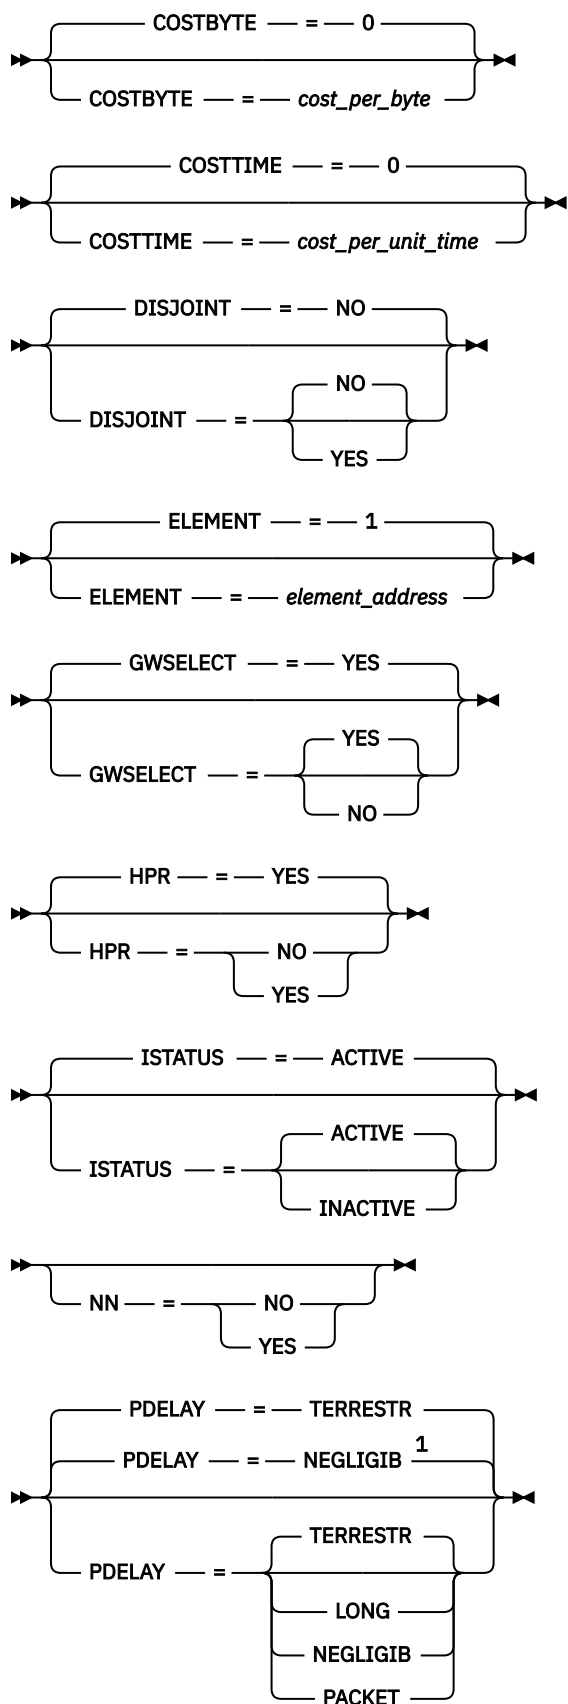 COSTBYTE = 0
COSTBYTE = cost_per_byte
COSTTIME = 0
COSTTIME = cost_per_unit_time
DISJOINT = NO
NO
DISJOINT =
YES
ELEMENT = 1
ELEMENT = element_address
GWSELECT = YES
YES
GWSELECT =
NO
HPR = YES
HPR = NO
YES
ISTATUS = ACTIVE
ACTIVE
ISTATUS =
INACTIVE
NN = NO
YES
PDELAY = TERRESTR
PDELAY = NEGLIGIB 1
TERRESTR
PDELAY =
LONG
NEGLIGIB
PACKET